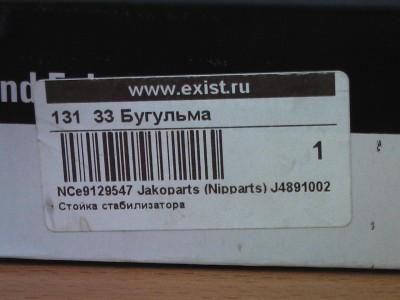 www.exist.ru
131 33 Бугульма
1
NCe9129547 Jakoparts (Nipparts) J4891002
Стойка стабилизатора